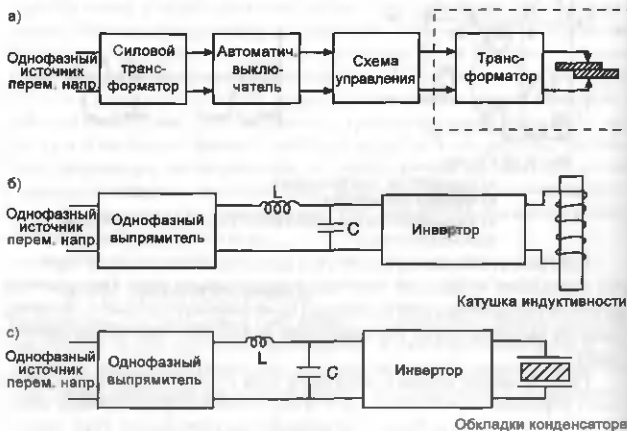 а)
Однофазный
источник
перем. напр.
Силовой
транс-
форматор
Автоматич.
выклю-
чатель
Схема
управления
Транс-
форматор
б)
Однофазный
источник
перем. напр.
Однофазный
выпрямитель
L
C
Инвертор
Катушка индуктивности
с)
Однофазный
источник
перем. напр.
Однофазный
выпрямитель
L
C
Инвертор
Обкладки конденсатора